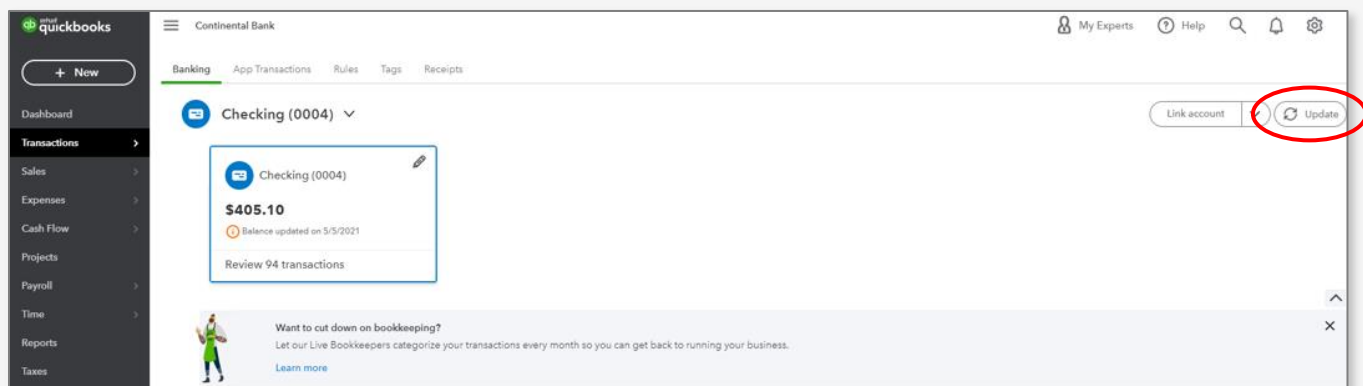 qb intuit quickbooks
Continental Bank
My Experts
Help
+ New
Banking
App Transactions
Rules
Tags
Receipts
Dashboard
Transactions
Sales
Expenses
Cash Flow
Projects
Payroll
Time
Reports
Taxes
Checking (0004)
Link account
Update
Checking (0004)
$405.10
Balance updated on 5/5/2021
Review 94 transactions
Want to cut down on bookkeeping?
Let our Live Bookkeepers categorize your transactions every month so you can get back to running your business.
Learn more